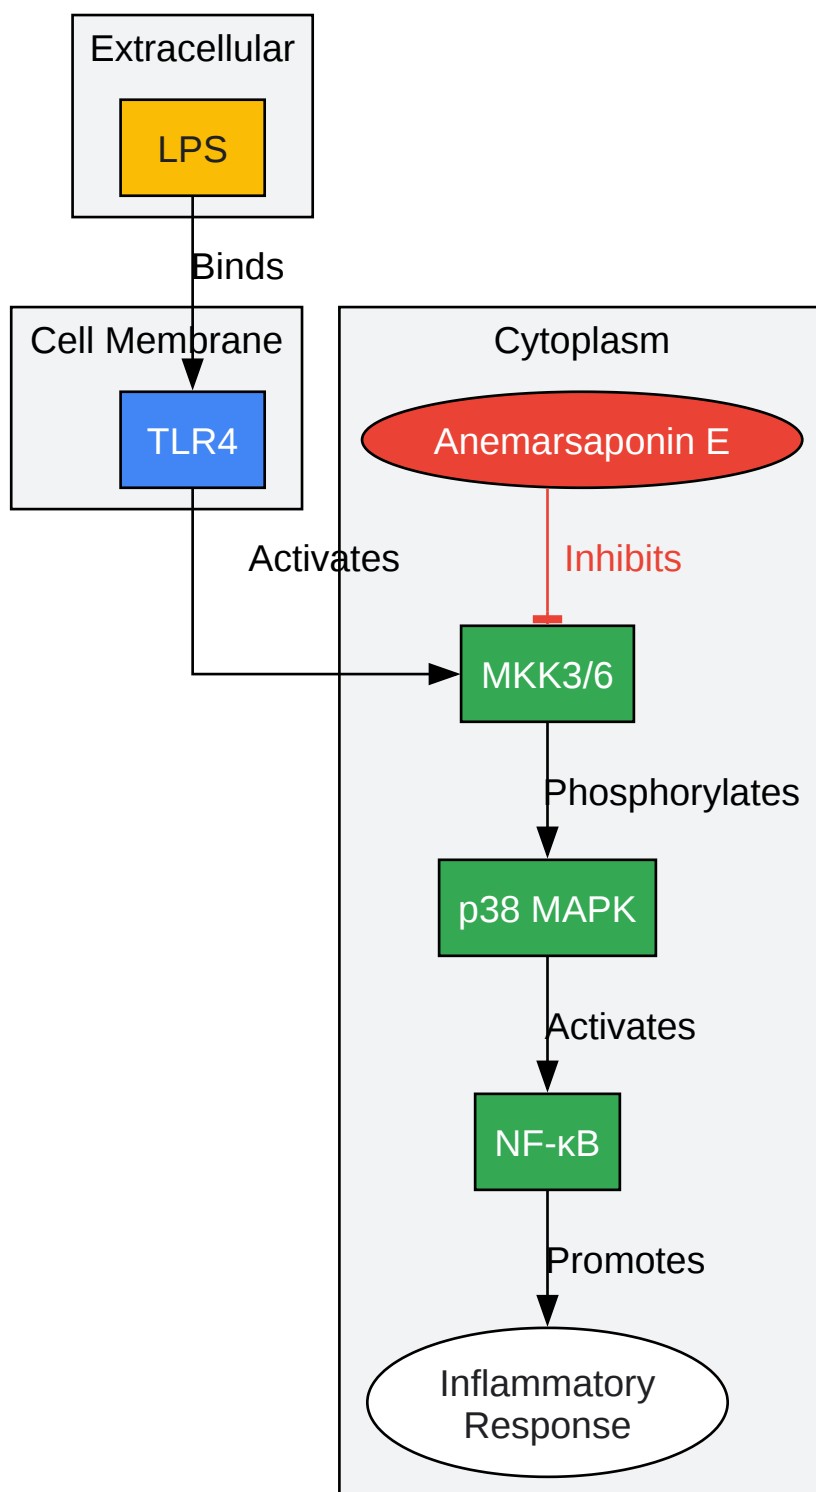 Extracellular
LPS
Binds
Cell Membrane
Cytoplasm
TLR4
Anemarsaponin E
Activates
Inhibits
MKK3/6
Phosphorylates
p38 MAPK
Activates
NF-κB
Promotes
Inflammatory
Response